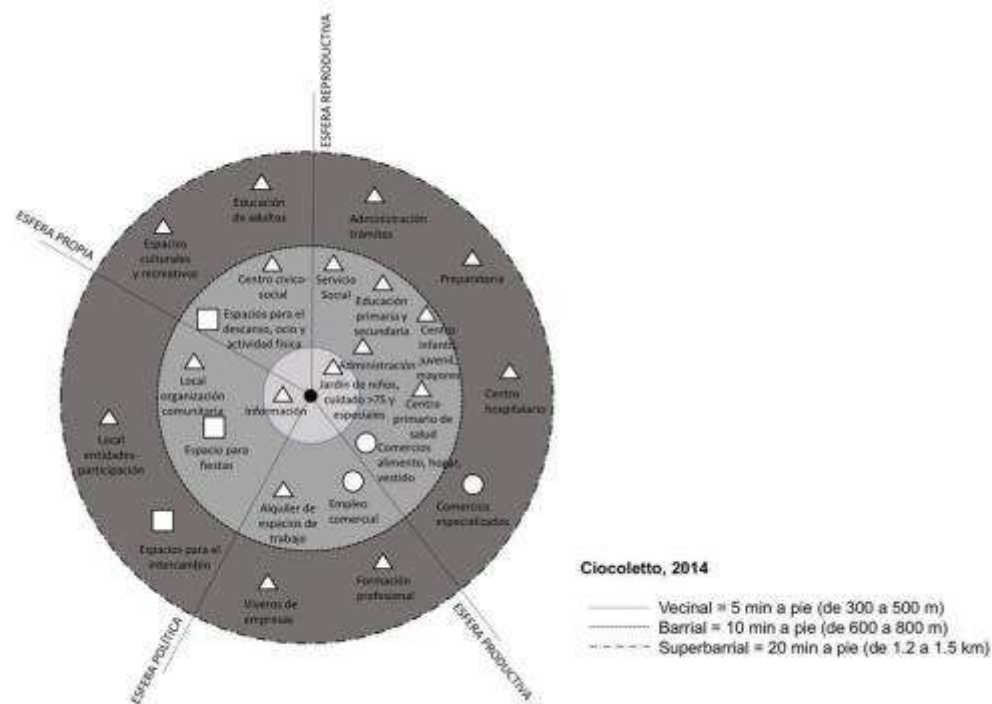 ESFERA REPRODUCTIVA
ESFERA PROPIA
ESFERA POLÍTICA
ESFERA PRODUCTIVA
Educación
de adultos
Administración
trámites
Espacios
culturales
y recreativos
Preparatoria
Centro cívico-
social
Servicio
Social
Educación
primaria y
secundaria
Centro
infantil,
juvenil,
mayores
Espacios para el
descanso, ocio y
actividad física
Administración
Local
organización
comunitaria
Jardín de niños,
cuidado >75 y
especiales
Información
Centro
primario de
salud
Centro
hospitalario
Local
entidades
participación
Espacio para
fiestas
Comercios
alimento, hogar,
vestido
Empleo
comercial
Alquiler de
espacios de
trabajo
Comercios
especializados
Espacios para el
intercambio
Viveros de
empresas
Formación
profesional
Ciocoletto, 2014
Vecinal = 5 min a pie (de 300 a 500 m)
Barrial = 10 min a pie (de 600 a 800 m)
Superbarrial = 20 min a pie (de 1.2 a 1.5 km)